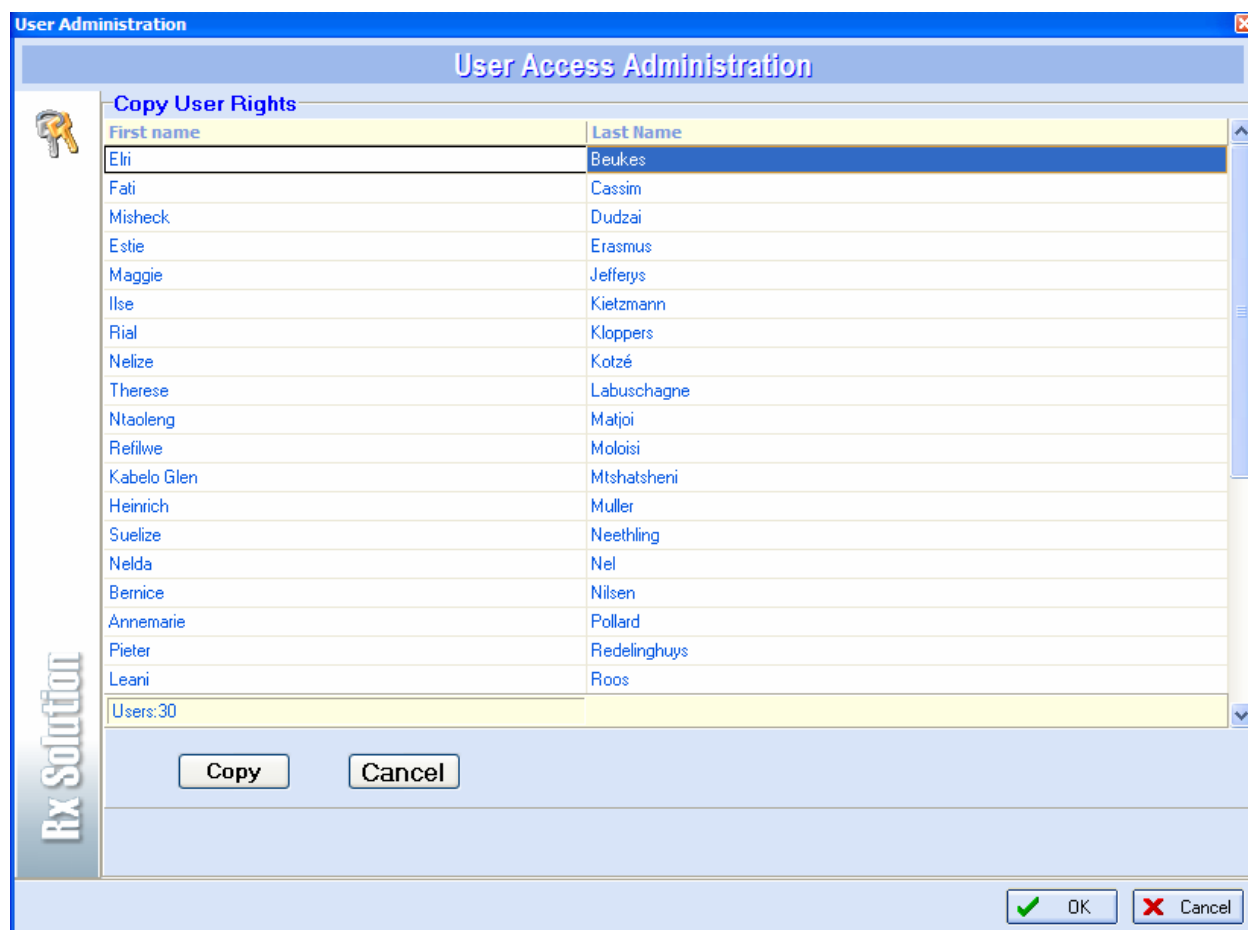 User Administration
User Access Administration
Copy User Rights
First name Last Name
Elri Beukes
Fati Cassim
Misheck Dudzai
Estie Erasmus
Maggie Jefferys
Ilse Kietzmann
Rial Kloppers
Nelize Kotzé
Therese Labuschagne
Ntaoleng Matjoi
Refilwe Moloisi
Kabelo Glen Mtshatsheni
Heinrich Muller
Suelize Neethling
Nelda Nel
Bernice Nilsen
Annemarie Pollard
Pieter Redelinghuys
Leani Roos
Users:30
Copy Cancel
Rx Solution
OK Cancel